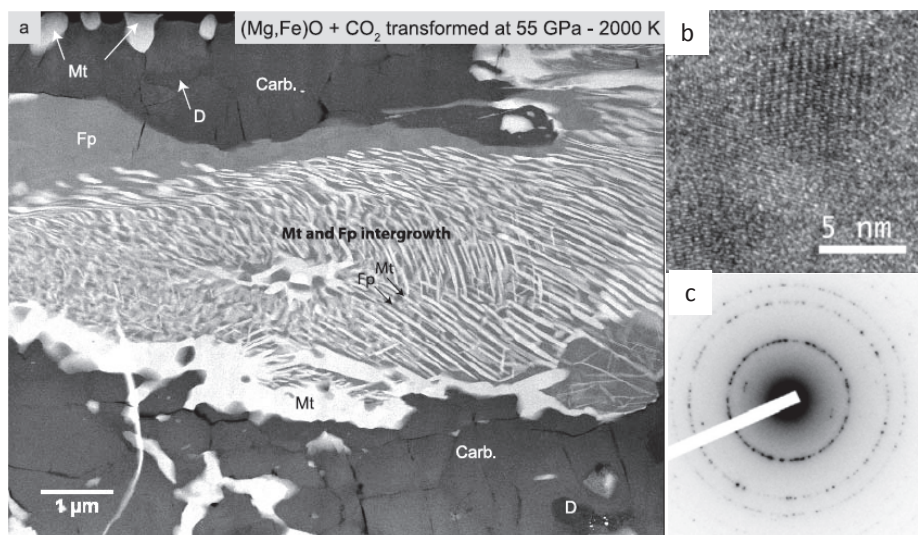 a (Mg,Fe)O + CO2 transformed at 55 GPa - 2000 K
Mt
Carb.
D
Fp
Mt and Fp intergrowth
Mt
Fp
Mt
Carb.
1 µm
D
b
5 nm
c